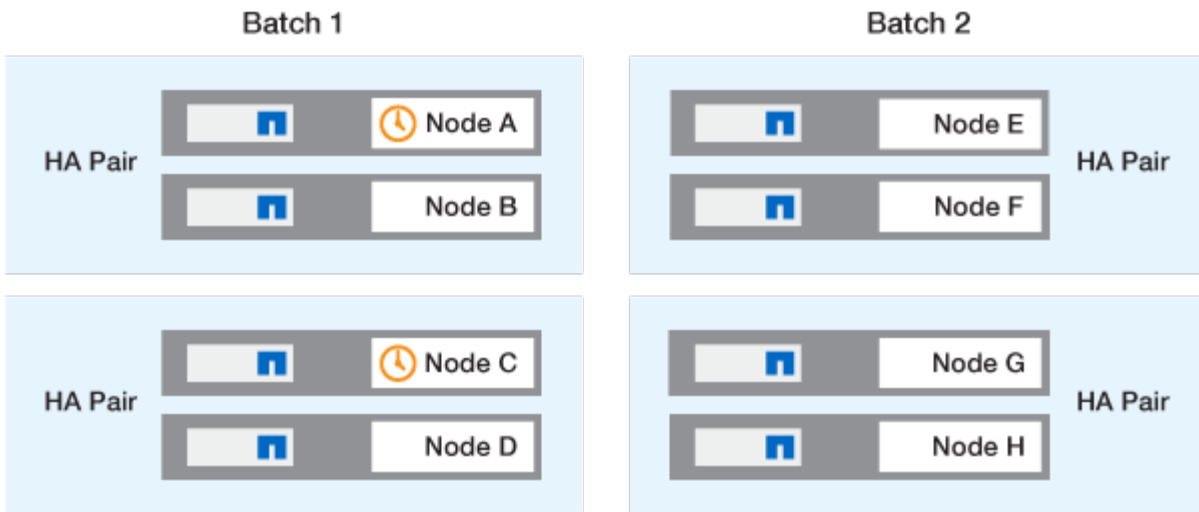 Batch 1
Batch 2
HA Pair
Node A
Node B
Node E
Node F
HA Pair
HA Pair
Node C
Node D
Node G
Node H
HA Pair